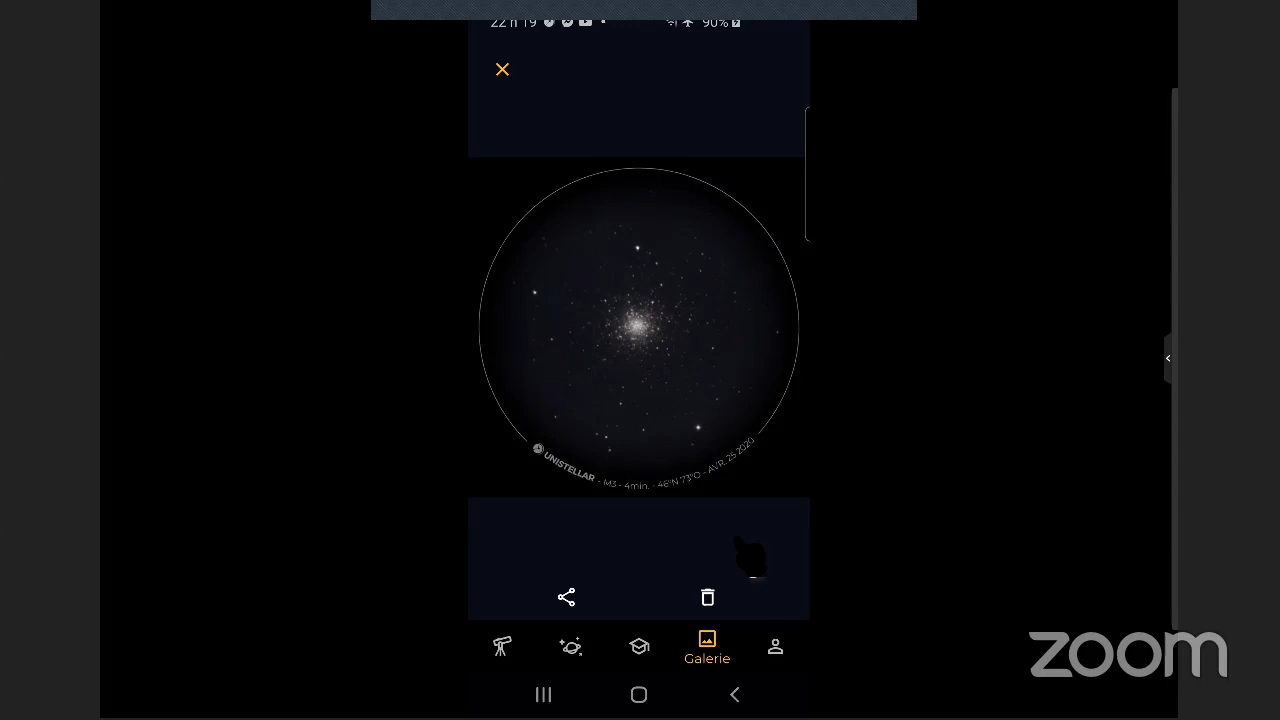 22 h 19 90%
UNISTELLAR - M3 - 4min. - 46°N 73°O - AVR. 25 2020
Galerie
zoom